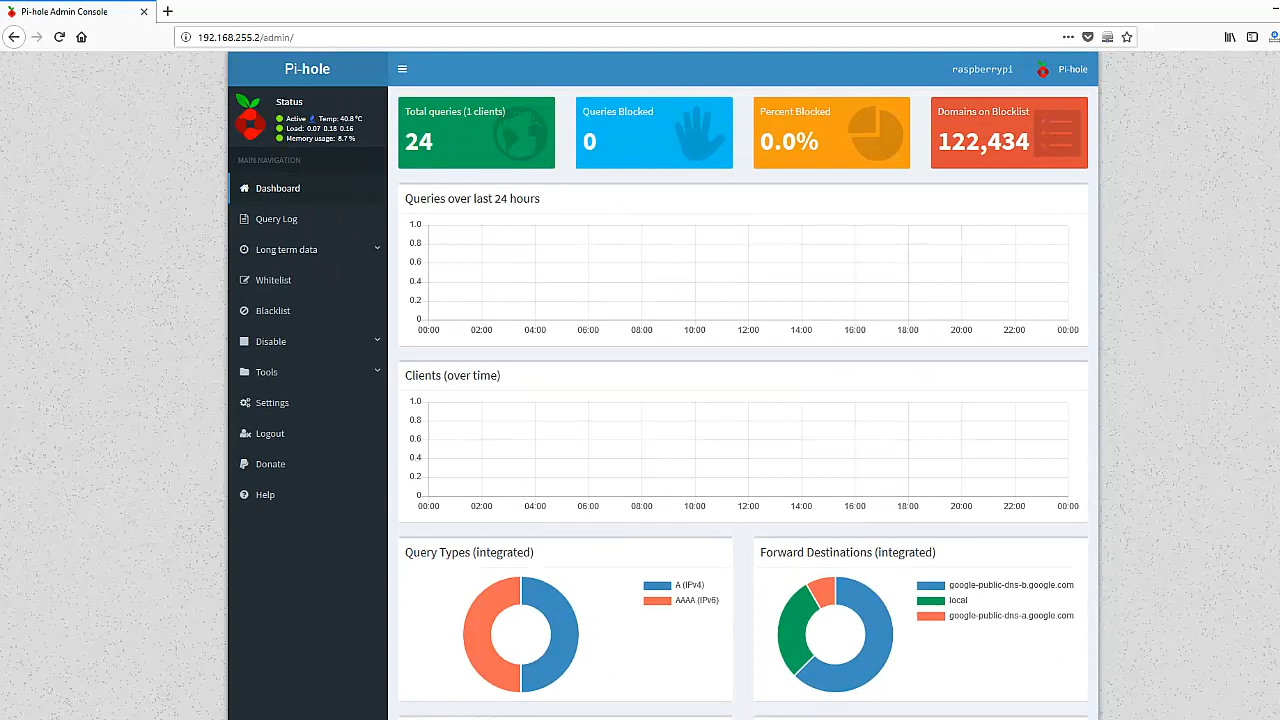 Pi-hole Admin Console
192.168.255.2/admin/
Pi-hole
raspberrypi
Pi-hole
Status
Active Temp: 40.8 °C
Load: 0.07 0.18 0.16
Memory usage: 8.7 %
MAIN NAVIGATION
Dashboard
Query Log
Long term data
Whitelist
Blacklist
Disable
Tools
Settings
Logout
Donate
Help
Total queries (1 clients)
24
Queries Blocked
0
Percent Blocked
0.0%
Domains on Blocklist
122,434
Queries over last 24 hours
1.0
0.8
0.6
0.4
0.2
0
00:00 02:00 04:00 06:00 08:00 10:00 12:00 14:00 16:00 18:00 20:00 22:00 00:00
Clients (over time)
1.0
0.8
0.6
0.4
0.2
0
00:00 02:00 04:00 06:00 08:00 10:00 12:00 14:00 16:00 18:00 20:00 22:00 00:00
Query Types (integrated)
A (IPv4)
AAAA (IPv6)
Forward Destinations (integrated)
google-public-dns-b.google.com
local
google-public-dns-a.google.com